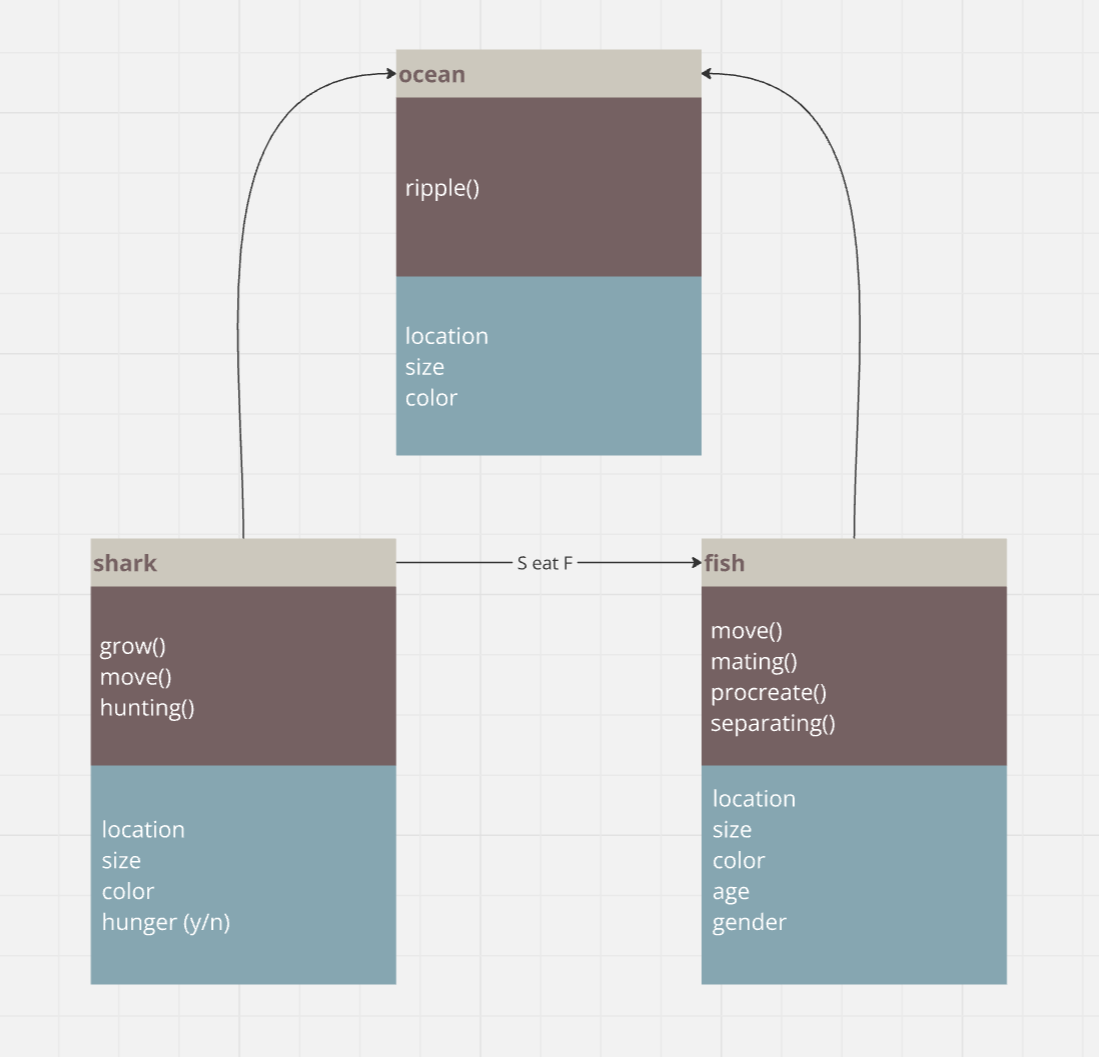 ocean
ripple()
location
size
color
shark
grow()
move()
hunting()
location
size
color
hunger (y/n)
S eat F
fish
move()
mating()
procreate()
separating()
location
size
color
age
gender